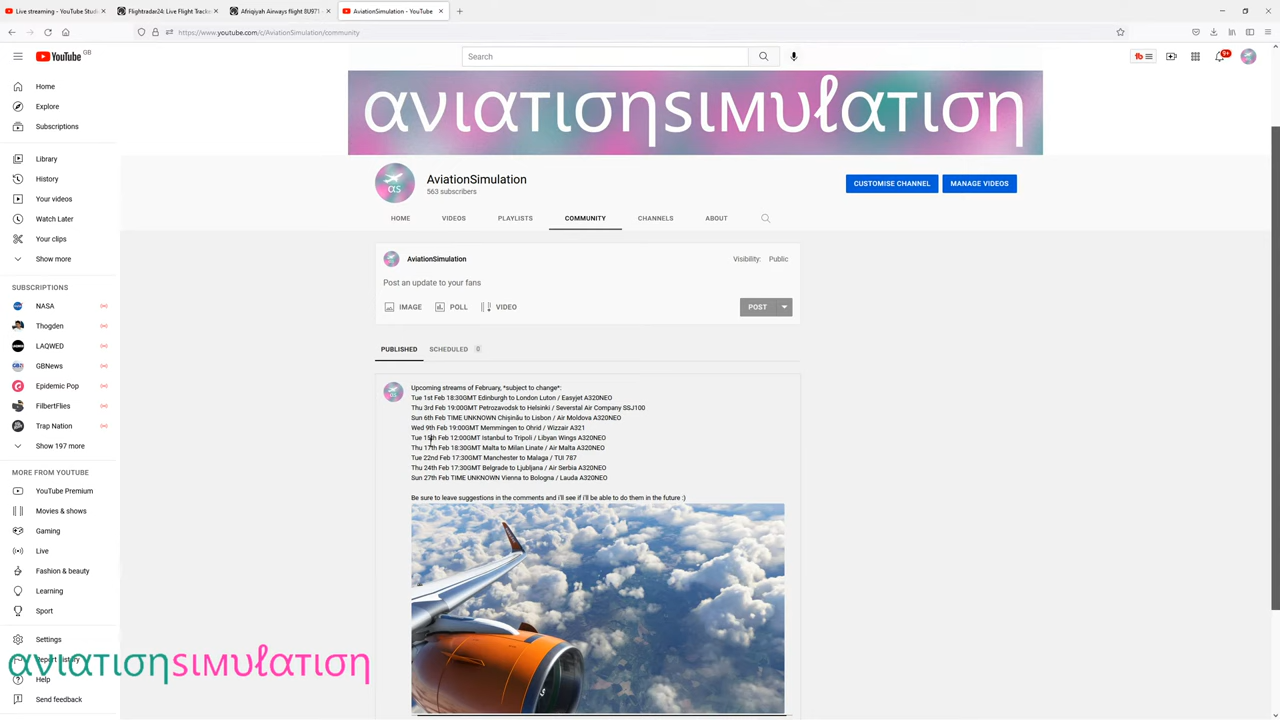 Live streaming - YouTube Studi
Flightradar24: Live Flight Track
Afriqiyah Airways flight 8U971
AviationSimulation - YouTube
https://www.youtube.com/c/AviationSimulation/community
YouTube GB
Search
9+
ανιατισησιмυłατιση
αs
AviationSimulation
563 subscribers
CUSTOMISE CHANNEL
MANAGE VIDEOS
HOME
VIDEOS
PLAYLISTS
COMMUNITY
CHANNELS
ABOUT
Home
Explore
Subscriptions
Library
History
Your videos
Watch Later
Your clips
Show more
SUBSCRIPTIONS
NASA
Thogden
LAQWED
GBNews
Epidemic Pop
FilbertFlies
Trap Nation
Show 197 more
MORE FROM YOUTUBE
YouTube Premium
Movies & shows
Gaming
Live
Fashion & beauty
Learning
Sport
Settings
Report history
Help
Send feedback
AviationSimulation
Visibility: Public
Post an update to your fans
IMAGE
POLL
VIDEO
POST
PUBLISHED
SCHEDULED 0
Upcoming streams of February, *subject to change*:
Tue 1st Feb 18:30GMT Edinburgh to London Luton / Easyjet A320NEO
Thu 3rd Feb 19:00GMT Petrozavodsk to Helsinki / Severstal Air Company SSJ100
Sun 6th Feb TIME UNKNOWN Chișinău to Lisbon / Air Moldova A320NEO
Wed 9th Feb 19:00GMT Memmingen to Ohrid / Wizzair A321
Tue 15th Feb 12:00GMT Istanbul to Tripoli / Libyan Wings A320NEO
Thu 17th Feb 18:30GMT Malta to Milan Linate / Air Malta A320NEO
Tue 22nd Feb 17:30GMT Manchester to Malaga / TUI 787
Thu 24th Feb 17:30GMT Belgrade to Ljubljana / Air Serbia A320NEO
Sun 27th Feb TIME UNKNOWN Vienna to Bologna / Lauda A320NEO
Be sure to leave suggestions in the comments and i'll see if i'll be able to do them in the future :)
ανιατισησιмυłατιση